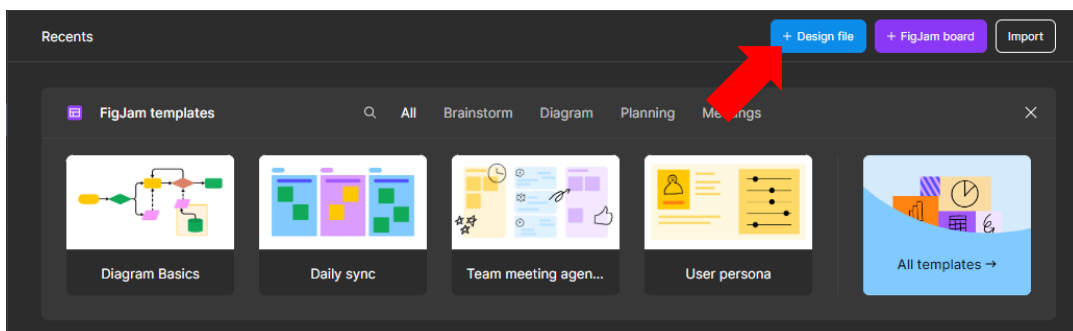 Recents
+ Design file
+ FigJam board
Import
FigJam templates
All
Brainstorm
Diagram
Planning
Meetings
Diagram Basics
Daily sync
Team meeting agen...
User persona
All templates →